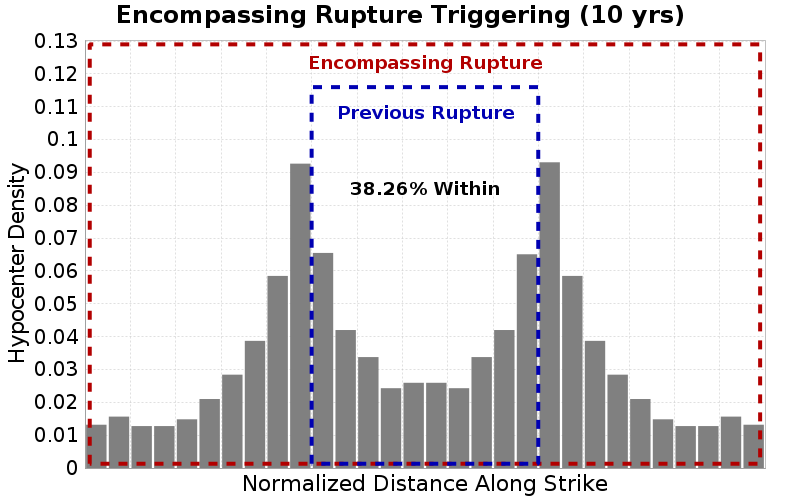 Encompassing Rupture Triggering (10 yrs)
0.13
0.12
0.11
0.1
0.09
0.08
0.07
0.06
0.05
0.04
0.03
0.02
0.01
0
Hypocenter Density
Encompassing Rupture
Previous Rupture
38.26% Within
Normalized Distance Along Strike